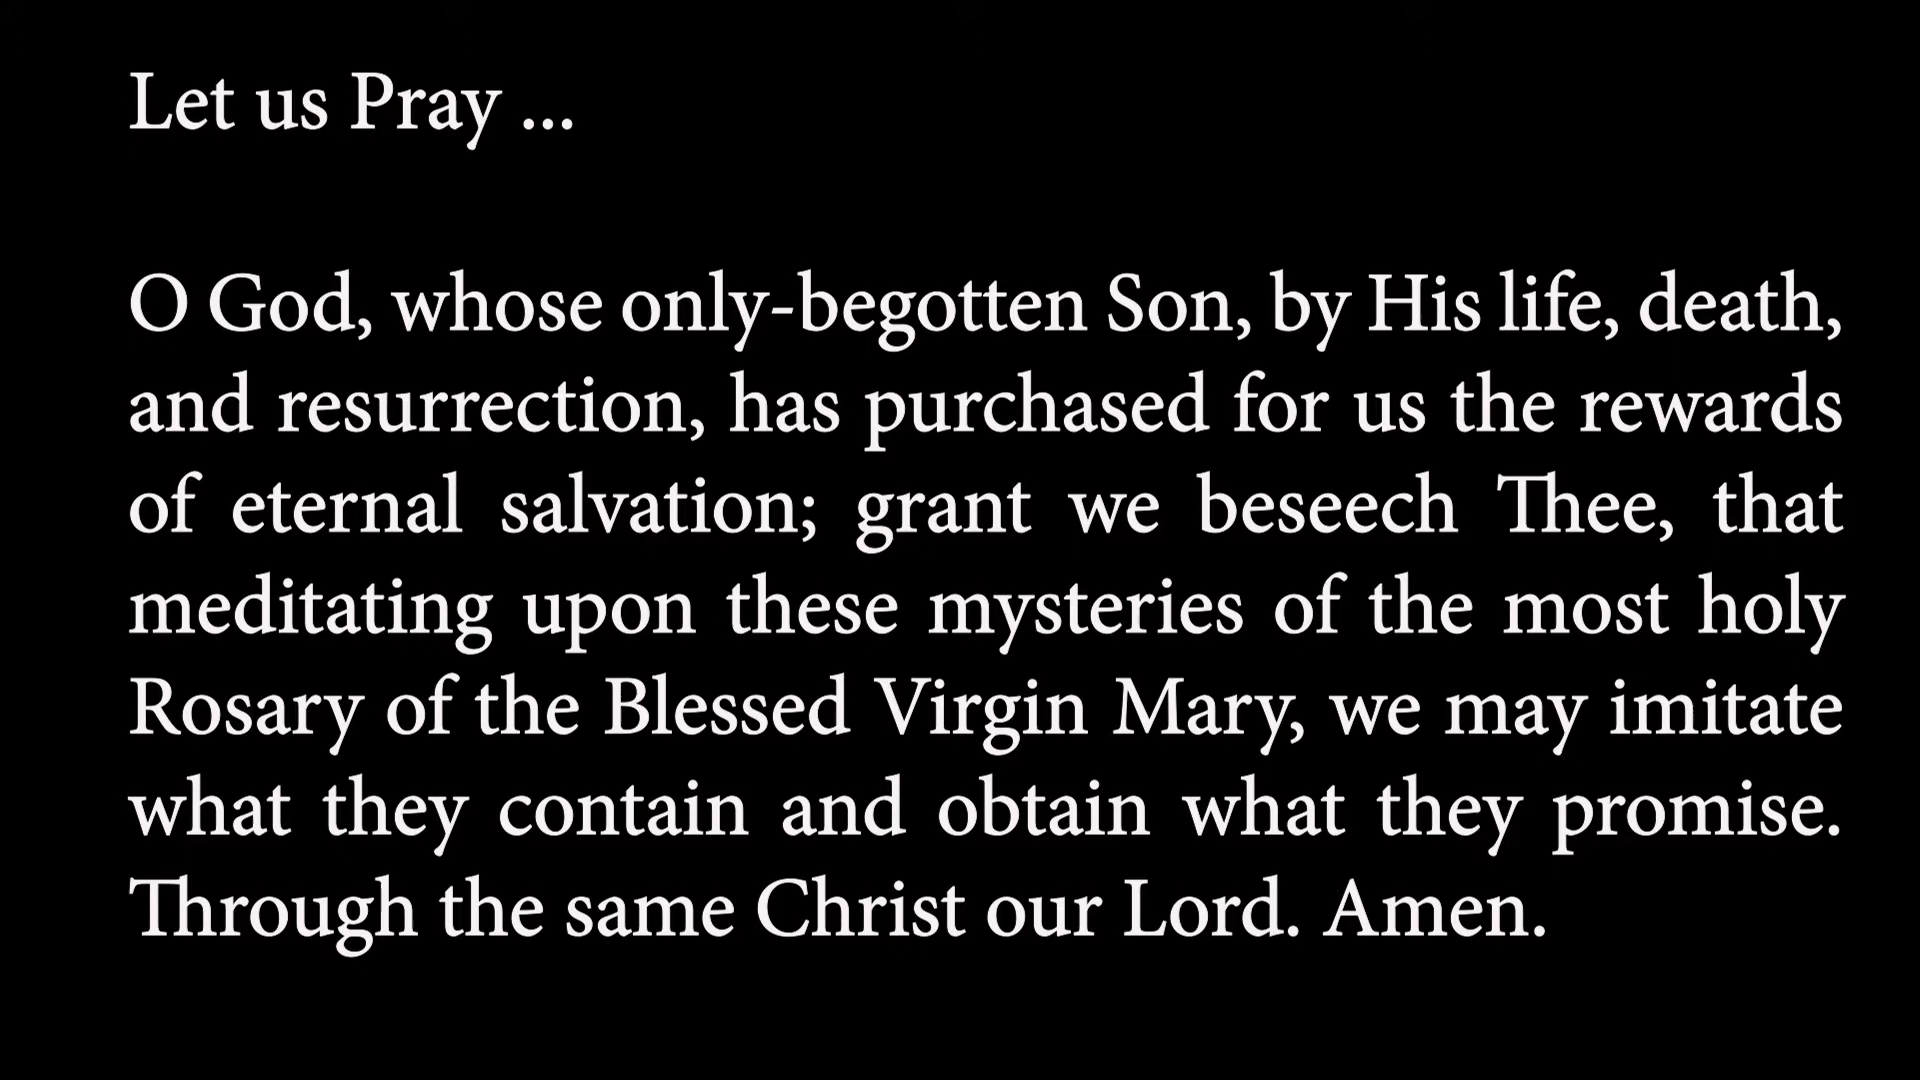 Let us Pray ...
O God, whose only-begotten Son, by His life, death,
and resurrection, has purchased for us the rewards
of eternal salvation; grant we beseech Thee, that
meditating upon these mysteries of the most holy
Rosary of the Blessed Virgin Mary, we may imitate
what they contain and obtain what they promise.
Through the same Christ our Lord. Amen.